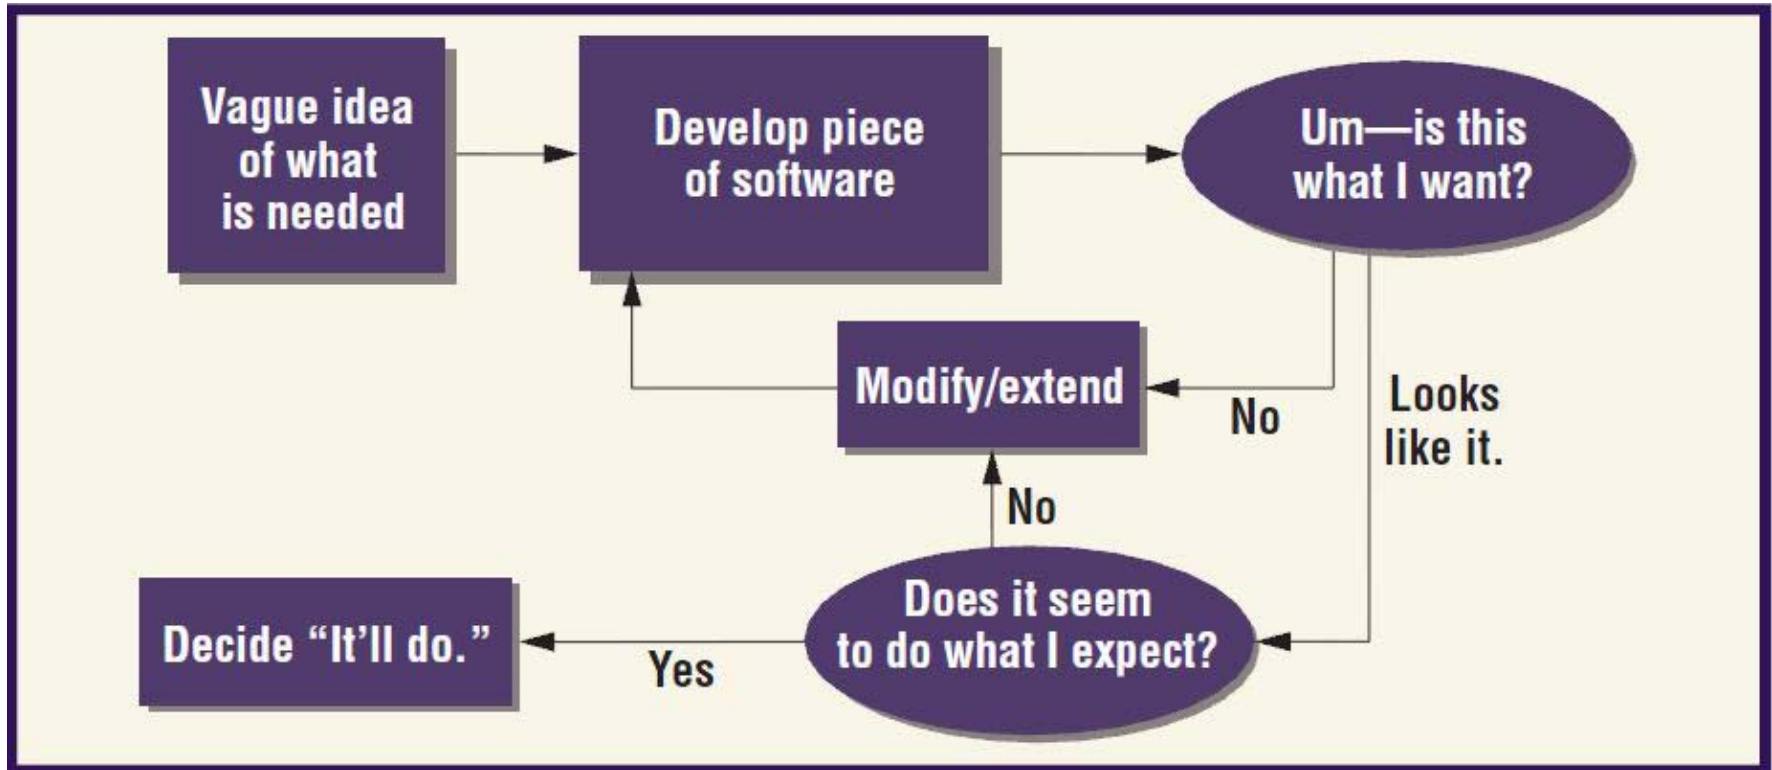 Vague idea
of what
is needed
Develop piece
of software
Um—is this
what I want?
Modify/extend
No
Looks
like it.
No
Does it seem
to do what I expect?
Yes
Decide “It’ll do.”